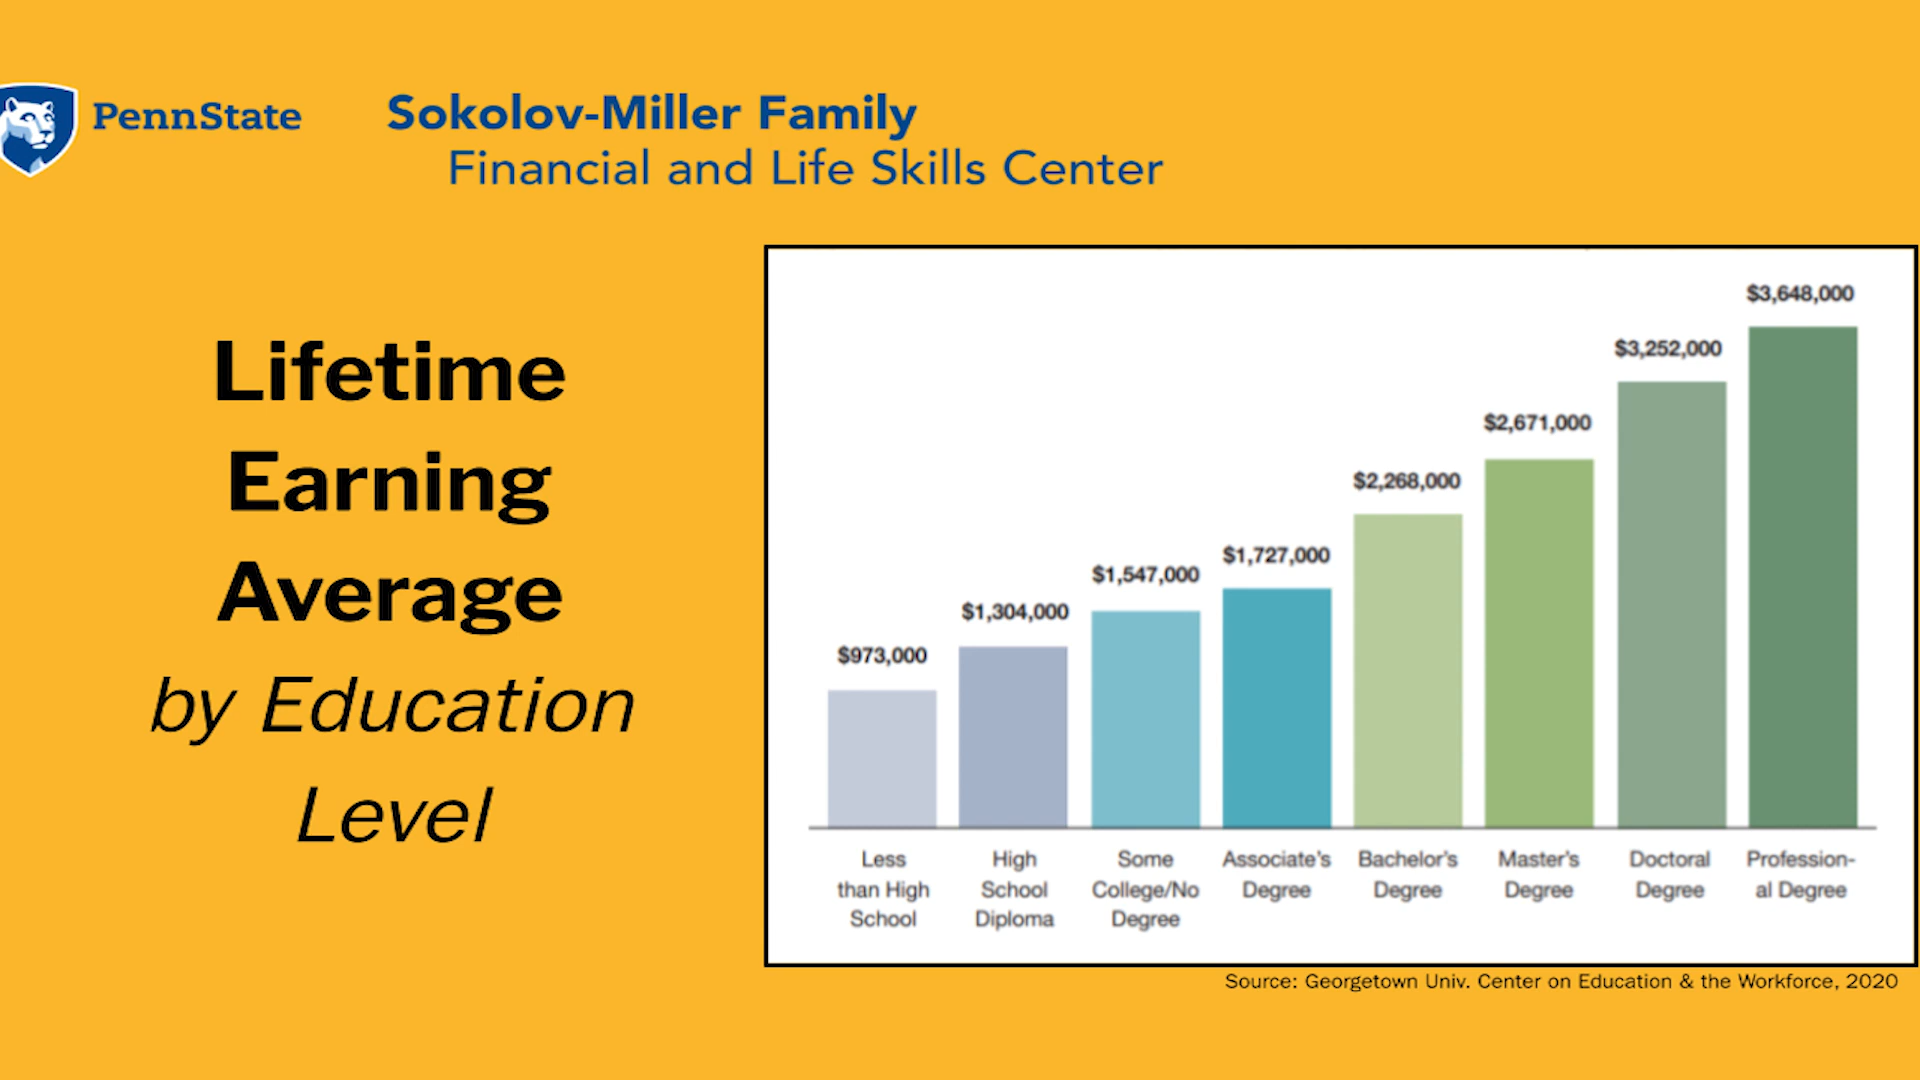 PennState
Sokolov-Miller Family
Financial and Life Skills Center
Lifetime
Earning
Average
by Education
Level
$973,000
$1,304,000
$1,547,000
$1,727,000
$2,268,000
$2,671,000
$3,252,000
$3,648,000
Less
than High
School
High
School
Diploma
Some
College/No
Degree
Associate's
Degree
Bachelor's
Degree
Master's
Degree
Doctoral
Degree
Profession-
al Degree
Source: Georgetown Univ. Center on Education & the Workforce, 2020